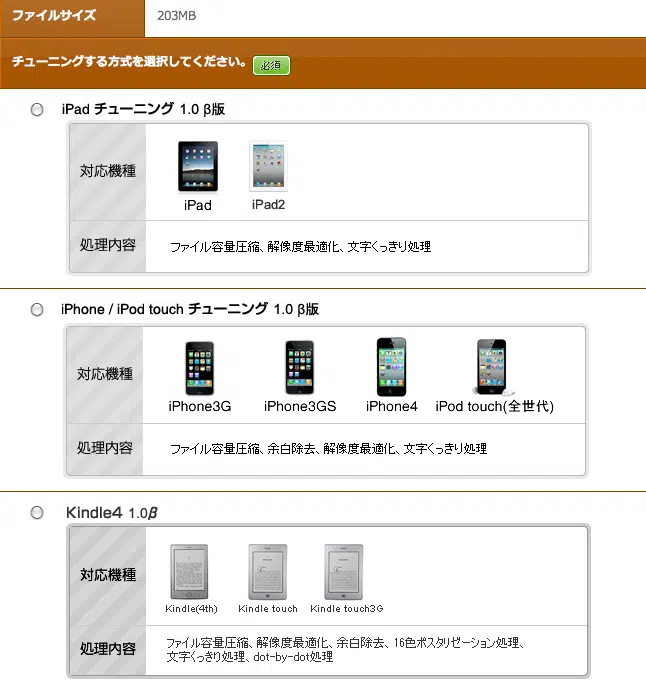 ファイルサイズ 203MB
チューニングする方式を選択してください。 必須
iPad チューニング 1.0 β版
対応機種
iPad iPad2
処理内容 ファイル容量圧縮、解像度最適化、文字くっきり処理
iPhone / iPod touch チューニング 1.0 β版
対応機種
iPhone3G iPhone3GS iPhone4 iPod touch(全世代)
処理内容 ファイル容量圧縮、余白除去、解像度最適化、文字くっきり処理
Kindle4 1.0β
対応機種
Kindle(4th) Kindle touch Kindle touch3G
処理内容 ファイル容量圧縮、解像度最適化、余白除去、16色ポスタリゼーション処理、
文字くっきり処理、dot-by-dot処理